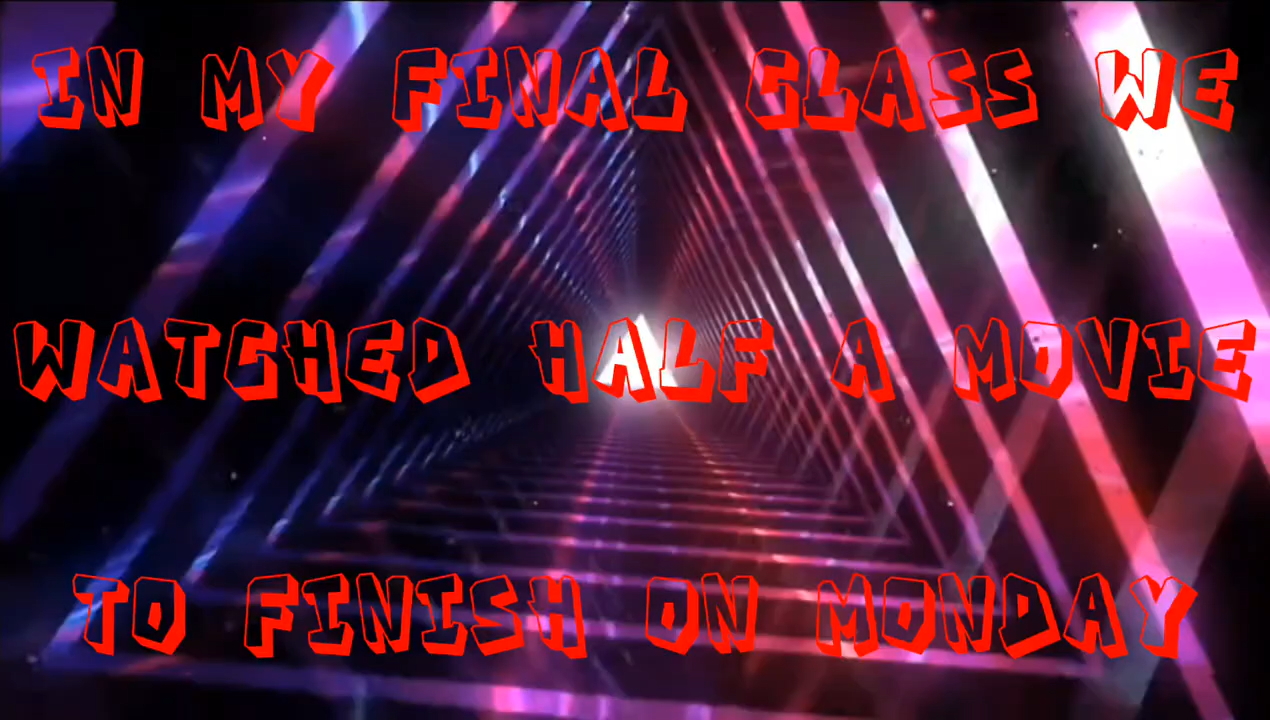 IN MY FINAL CLASS WE
WATCHED HALF A MOVIE
TO FINISH ON MONDAY